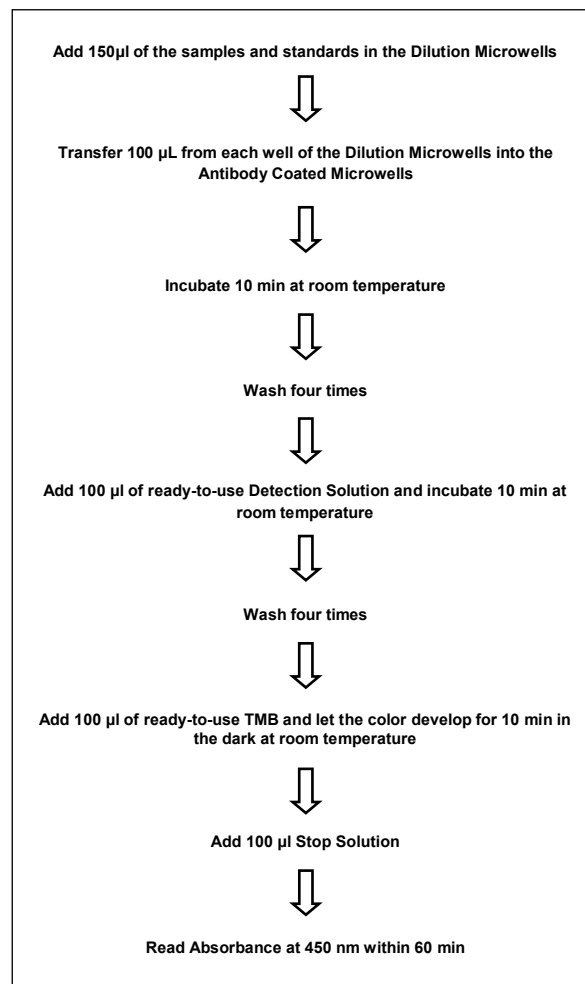 Add 150µl of the samples and standards in the Dilution Microwells
Transfer 100 µL from each well of the Dilution Microwells into the
Antibody Coated Microwells
Incubate 10 min at room temperature
Wash four times
Add 100 µl of ready-to-use Detection Solution and incubate 10 min at
room temperature
Wash four times
Add 100 µl of ready-to-use TMB and let the color develop for 10 min in
the dark at room temperature
Add 100 µl Stop Solution
Read Absorbance at 450 nm within 60 min